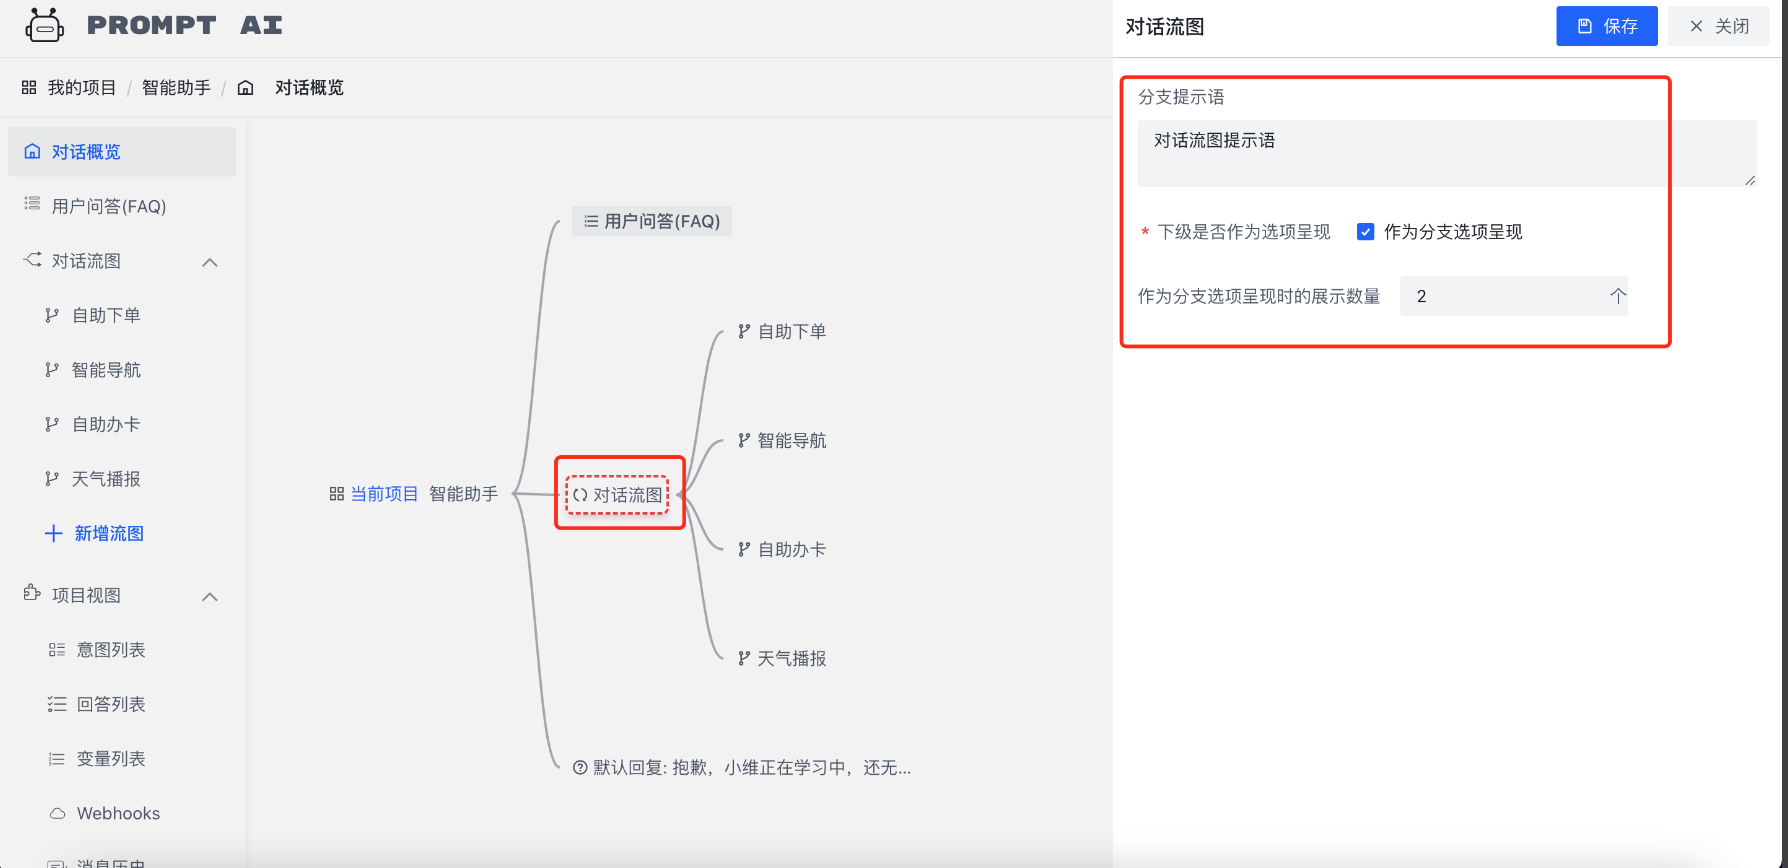 PROMPT AI
我的项目 / 智能助手 / 对话概览
对话概览
用户问答(FAQ)
对话流图
自助下单
智能导航
自助办卡
天气播报
新增流图
项目视图
意图列表
回答列表
变量列表
Webhooks
消息历史
用户问答(FAQ)
当前项目 智能助手
对话流图
自助下单
智能导航
自助办卡
天气播报
默认回复: 抱歉，小维正在学习中，还无...
对话流图
保存
关闭
分支提示语
对话流图提示语
* 下级是否作为选项呈现 作为分支选项呈现
作为分支选项呈现时的展示数量 2 个